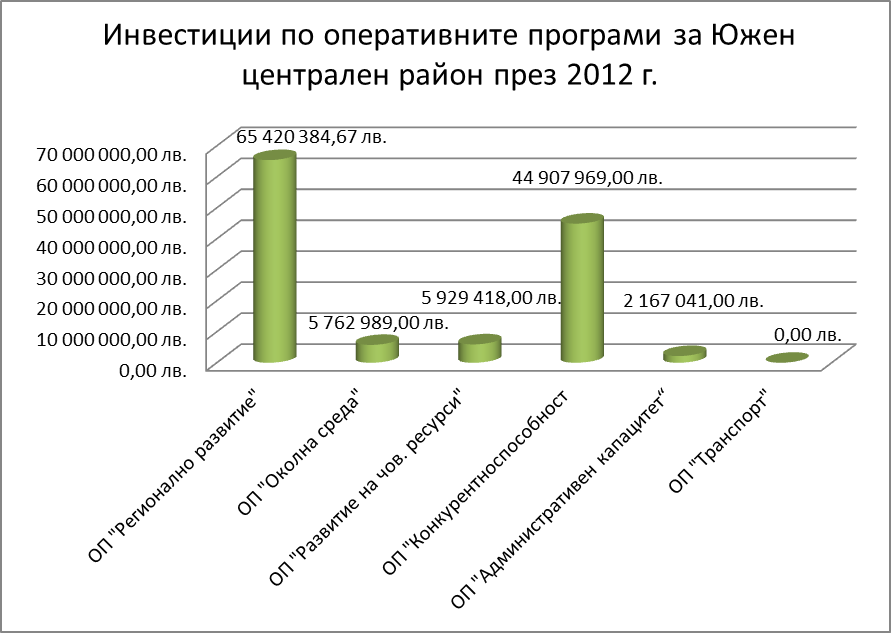 Инвестиции по оперативните програми за Южен
централен район през 2012 г.
65 420 384,67 лв.
70 000 000,00 лв.
60 000 000,00 лв.
50 000 000,00 лв.
40 000 000,00 лв.
30 000 000,00 лв.
20 000 000,00 лв.
10 000 000,00 лв.
0,00 лв.
5 762 989,00 лв.
5 929 418,00 лв.
44 907 969,00 лв.
2 167 041,00 лв.
0,00 лв.
ОП "Регионално развитие"
ОП "Околна среда"
ОП "Развитие на чов. ресурси"
ОП "Конкурентноспособност
ОП "Административен капацитет“
ОП "Транспорт"